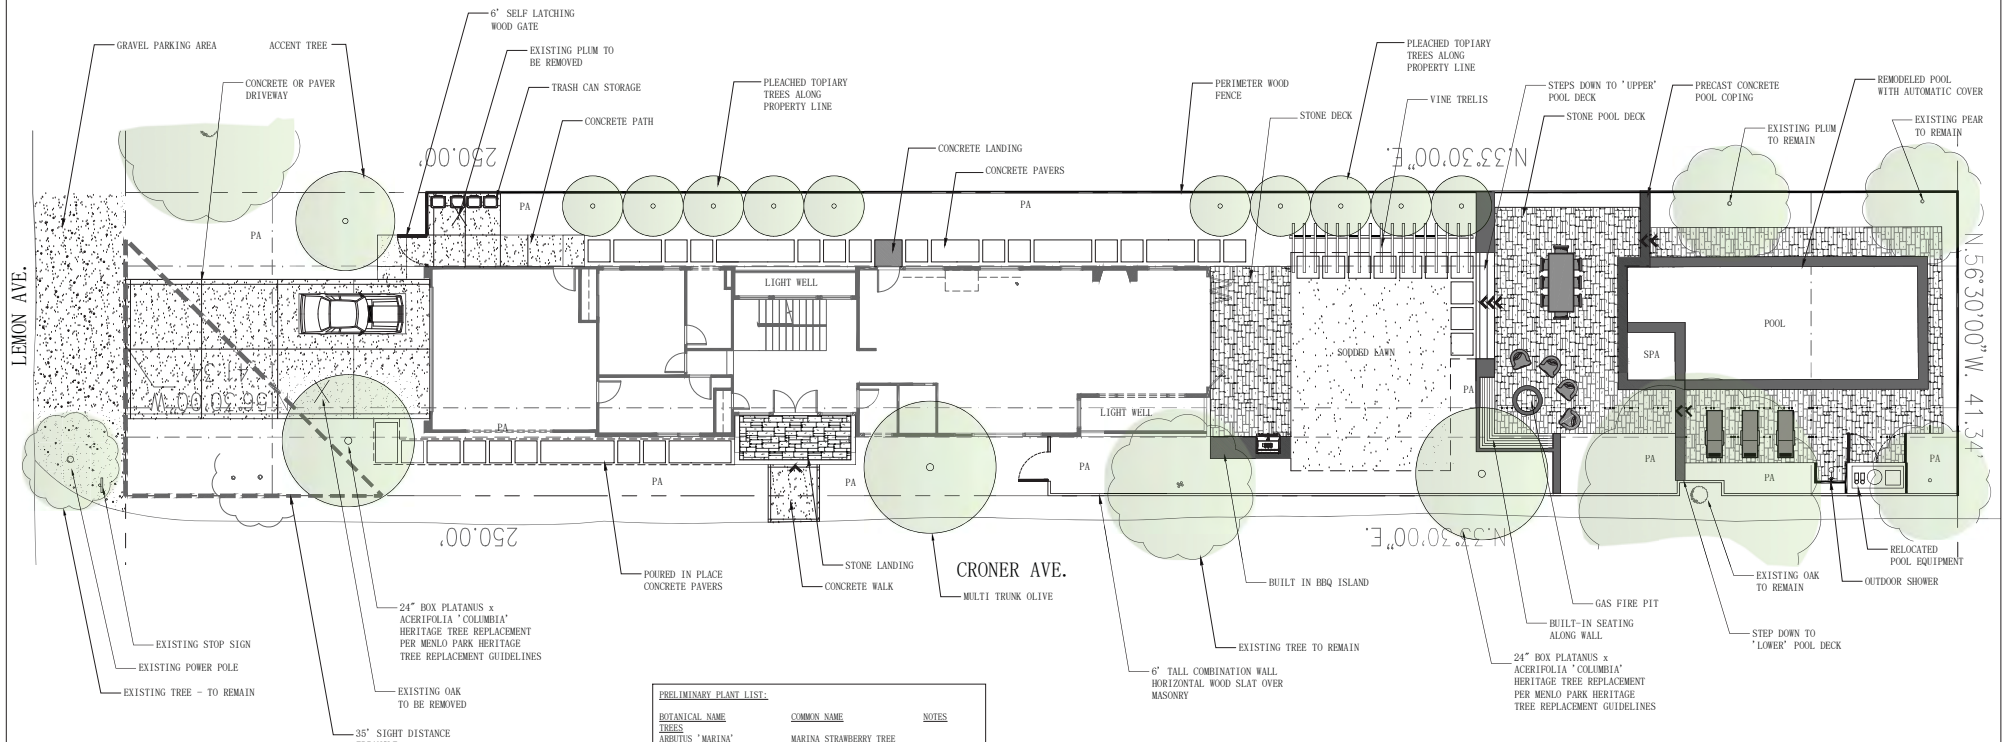 6' SELF LATCHING
WOOD GATE
GRAVEL PARKING AREA
ACCENT TREE
EXISTING PLUM TO
BE REMOVED
PLEACHED TOPIARY
TREES ALONG
PROPERTY LINE
CONCRETE OR PAVER
DRIVEWAY
TRASH CAN STORAGE
PLEACHED TOPIARY
TREES ALONG
PROPERTY LINE
PERIMETER WOOD
FENCE
STEPS DOWN TO 'UPPER'
POOL DECK
PRECAST CONCRETE
POOL COPING
REMODELED POOL
WITH AUTOMATIC COVER
VINE TRELIS
CONCRETE PATH
STONE DECK
STONE POOL DECK
EXISTING PLUM
TO REMAIN
EXISTING PEAR
TO REMAIN
CONCRETE LANDING
CONCRETE PAVERS
250.00'
N.33°30'00"E.
PA
PA
PA
LIGHT WELL
LEMON AVE.
POOL
SPA
SODDED LAWN
N56°30'00"W 41.34'
41.34'
N56°30'00"W
PA
LIGHT WELL
PA
PA
PA
PA
PA
PA
PA
250.00'
N.33°30'00"E.
CRONER AVE.
STONE LANDING
CONCRETE WALK
POURED IN PLACE
CONCRETE PAVERS
MULTI TRUNK OLIVE
BUILT IN BBQ ISLAND
RELOCATED
POOL EQUIPMENT
OUTDOOR SHOWER
EXISTING OAK
TO REMAIN
GAS FIRE PIT
24" BOX PLATANUS x
ACERIFOLIA 'COLUMBIA'
HERITAGE TREE REPLACEMENT
PER MENLO PARK HERITAGE
TREE REPLACEMENT GUIDELINES
BUILT-IN SEATING
ALONG WALL
STEP DOWN TO
'LOWER' POOL DECK
EXISTING STOP SIGN
EXISTING POWER POLE
EXISTING TREE - TO REMAIN
EXISTING TREE TO REMAIN
6' TALL COMBINATION WALL
HORIZONTAL WOOD SLAT OVER
MASONRY
24" BOX PLATANUS x
ACERIFOLIA 'COLUMBIA'
HERITAGE TREE REPLACEMENT
PER MENLO PARK HERITAGE
TREE REPLACEMENT GUIDELINES
EXISTING OAK
TO BE REMOVED
35' SIGHT DISTANCE
PRELIMINARY PLANT LIST:
BOTANICAL NAME COMMON NAME NOTES
TREES
ARBUTUS 'MARINA' MARINA STRAWBERRY TREE